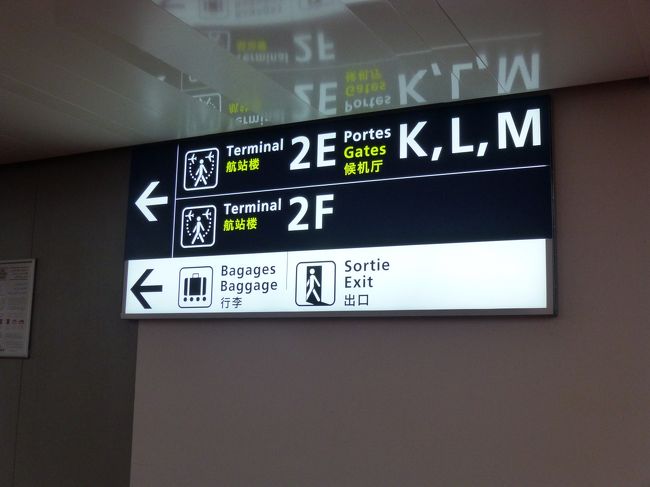 Terminal
航站楼
2E
Portes
Gates
候机厅
K, L, M
Terminal
航站楼
2F
Bagages
Baggage
行李
Sortie
Exit
出口